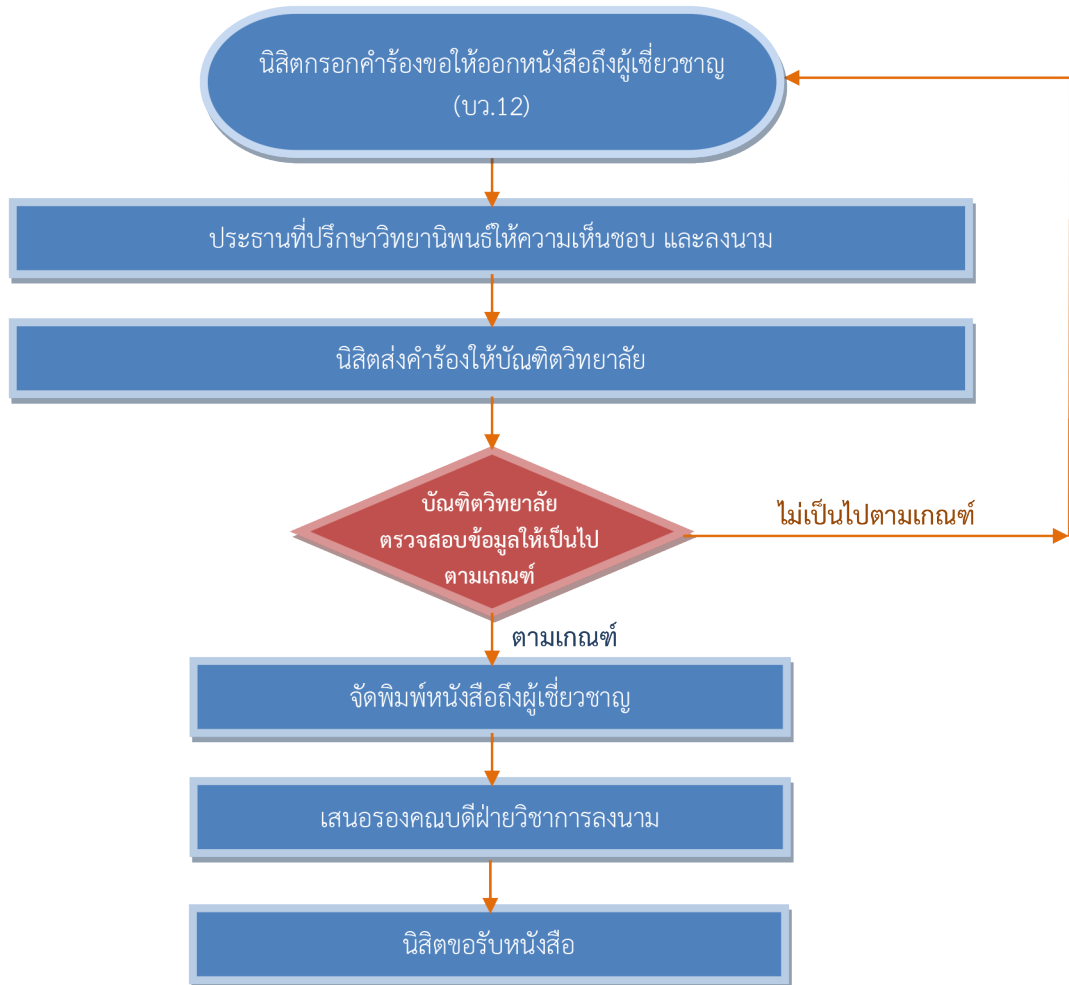 นิสิตกรอกคำร้องขอให้ออกหนังสือถึงผู้เชี่ยวชาญ
(บว.12)
ประธานที่ปรึกษาวิทยานิพนธ์ให้ความเห็นชอบ และลงนาม
นิสิตส่งคำร้องให้บัณฑิตวิทยาลัย
บัณฑิตวิทยาลัย
ตรวจสอบข้อมูลให้เป็นไป
ตามเกณฑ์
ไม่เป็นไปตามเกณฑ์
ตามเกณฑ์
จัดพิมพ์หนังสือถึงผู้เชี่ยวชาญ
เสนอรองคณบดีฝ่ายวิชาการลงนาม
นิสิตขอรับหนังสือ